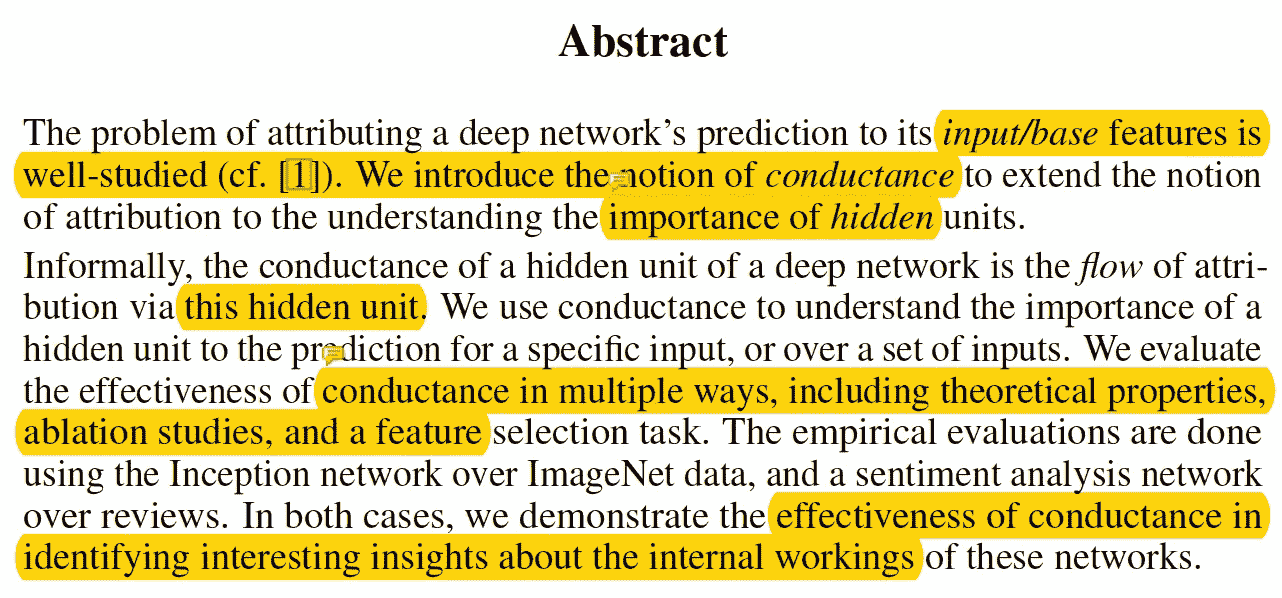 Abstract
The problem of attributing a deep network's prediction to its input/base features is
well-studied (cf. [1]). We introduce the notion of conductance to extend the notion
of attribution to the understanding the importance of hidden units.
Informally, the conductance of a hidden unit of a deep network is the flow of attri-
bution via this hidden unit. We use conductance to understand the importance of a
hidden unit to the prediction for a specific input, or over a set of inputs. We evaluate
the effectiveness of conductance in multiple ways, including theoretical properties,
ablation studies, and a feature selection task. The empirical evaluations are done
using the Inception network over ImageNet data, and a sentiment analysis network
over reviews. In both cases, we demonstrate the effectiveness of conductance in
identifying interesting insights about the internal workings of these networks.